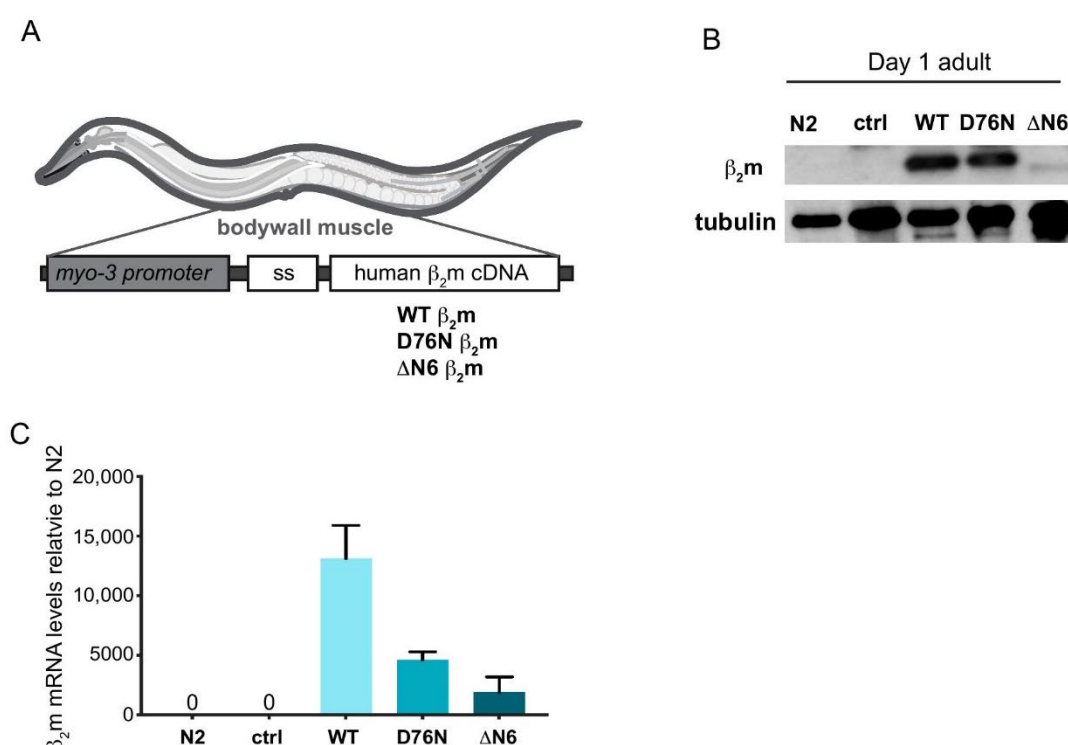 A
bodywall muscle
myo-3 promoter ss human β₂m cDNA
WT β₂m
D76N β₂m
ΔN6 β₂m
B
Day 1 adult
N2 ctrl WT D76N ΔN6
β₂m
tubulin
C
β₂m mRNA levels relatvie to N2
20,000
15,000
10,000
5000
0
0 0
N2 ctrl WT D76N ΔN6